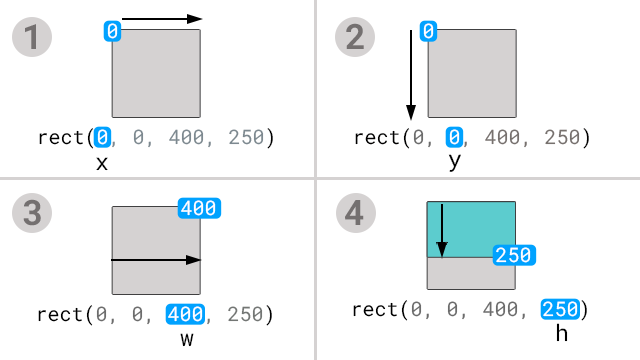 1
0
rect(0, 0, 400, 250)
x
2
0
rect(0, 0, 400, 250)
y
3
400
rect(0, 0, 400, 250)
w
4
250
rect(0, 0, 400, 250)
h